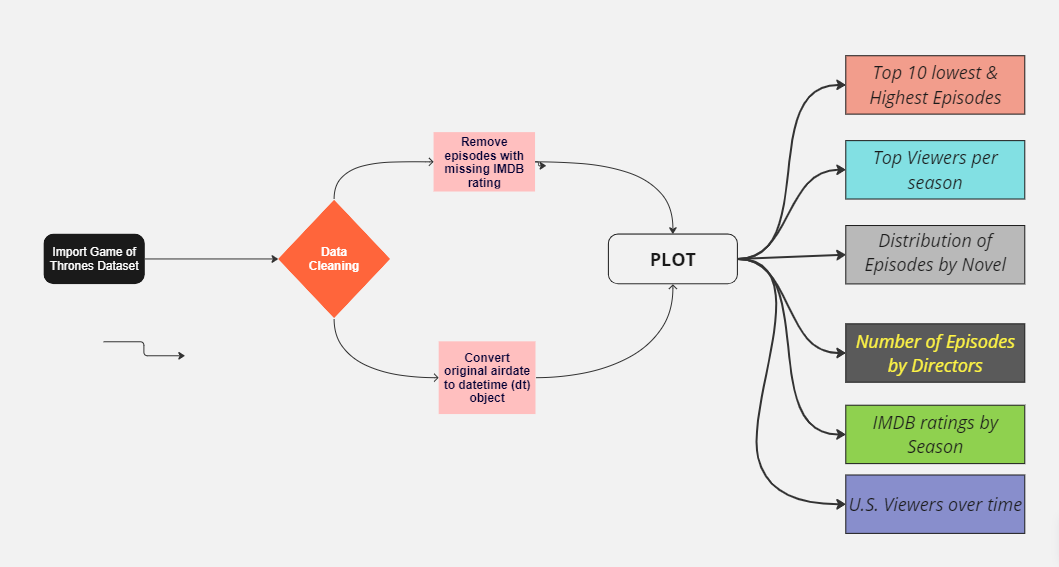 Import Game of
Thrones Dataset
Data
Cleaning
Remove
episodes with
missing IMDB
rating
Convert
original airdate
to datetime (dt)
object
PLOT
Top 10 lowest &
Highest Episodes
Top Viewers per
season
Distribution of
Episodes by Novel
Number of Episodes
by Directors
IMDB ratings by
Season
U.S. Viewers over time